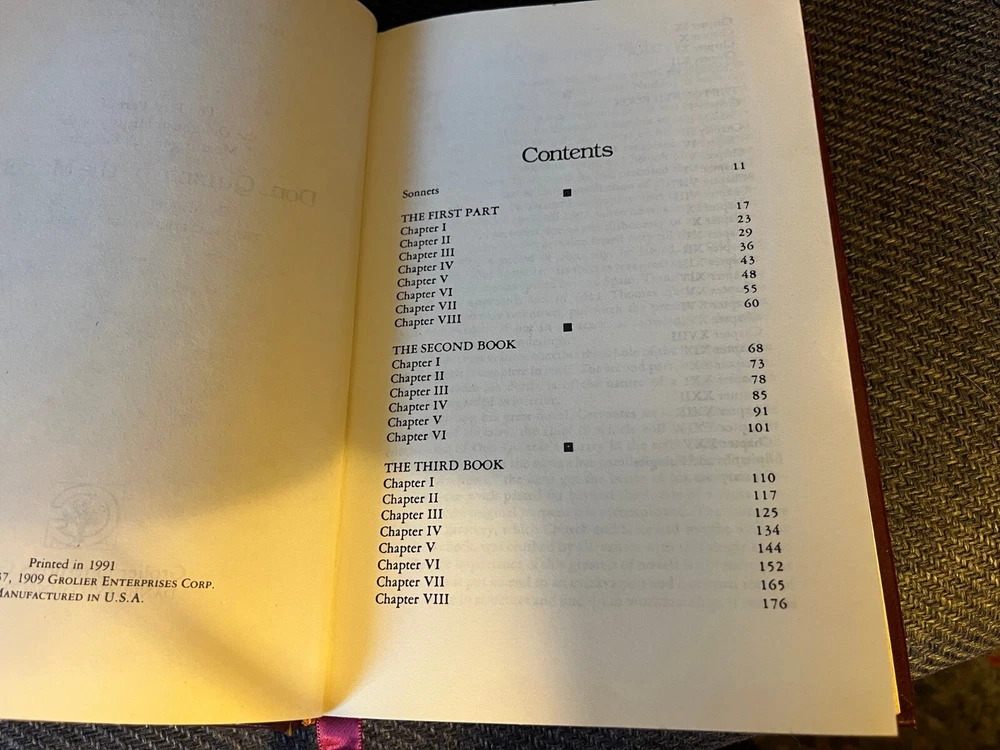 Printed in 1991
37, 1909 GROLIER ENTERPRISES CORP.
MANUFACTURED IN U.S.A.
Contents
Sonnets 11
THE FIRST PART
Chapter I 17
Chapter II 23
Chapter III 29
Chapter IV 36
Chapter V 43
Chapter VI 48
Chapter VII 55
Chapter VIII 60
THE SECOND BOOK
Chapter I 68
Chapter II 73
Chapter III 78
Chapter IV 85
Chapter V 91
Chapter VI 101
THE THIRD BOOK
Chapter I 110
Chapter II 117
Chapter III 125
Chapter IV 134
Chapter V 144
Chapter VI 152
Chapter VII 165
Chapter VIII 176